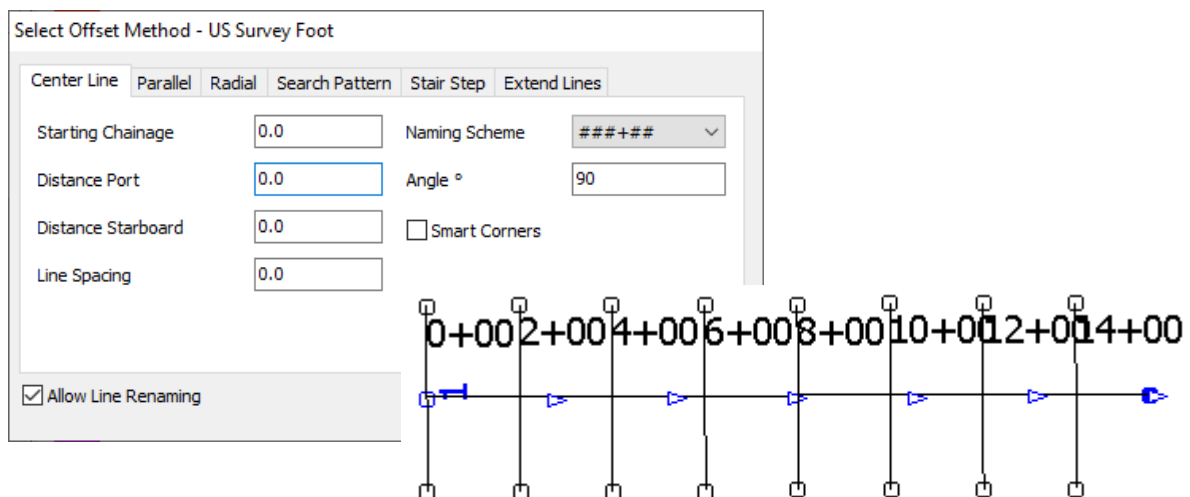 Select Offset Method - US Survey Foot
Center Line Parallel Radial Search Pattern Stair Step Extend Lines
Starting Chainage 0.0 Naming Scheme ###+##
Distance Port 0.0 Angle ° 90
Distance Starboard 0.0 Smart Corners
Line Spacing 0.0
0+00 2+00 4+00 6+00 8+00 10+00 12+00 14+00
1
Allow Line Renaming